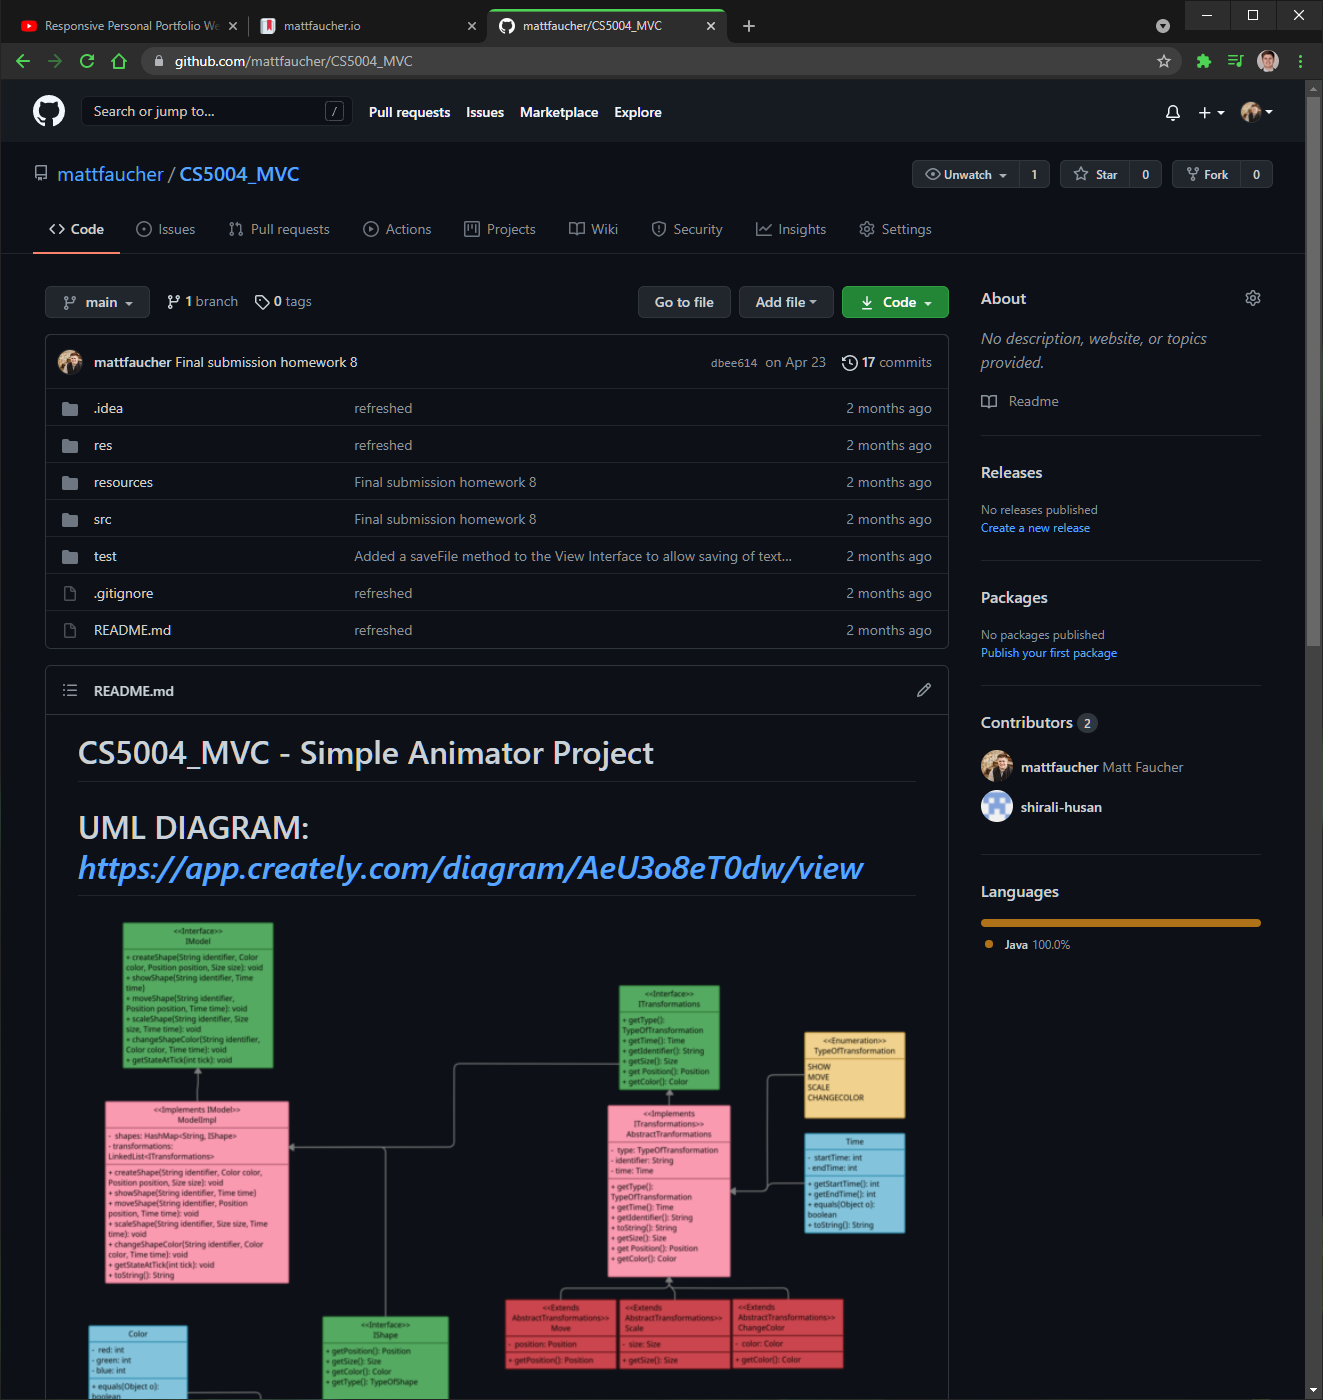 Responsive Personal Portfolio We
mattfaucher.io
mattfaucher/CS5004_MVC
github.com/mattfaucher/CS5004_MVC
Search or jump to...
/
Pull requests
Issues
Marketplace
Explore
mattfaucher / CS5004_MVC
Unwatch
1
Star
0
Fork
0
Code
Issues
Pull requests
Actions
Projects
Wiki
Security
Insights
Settings
main
1 branch
0 tags
Go to file
Add file
Code
mattfaucher Final submission homework 8
dbee614 on Apr 23
17 commits
.idea
refreshed
2 months ago
res
refreshed
2 months ago
resources
Final submission homework 8
2 months ago
src
Final submission homework 8
2 months ago
test
Added a saveFile method to the View Interface to allow saving of text...
2 months ago
.gitignore
refreshed
2 months ago
README.md
refreshed
2 months ago
About
No description, website, or topics
provided.
Readme
Releases
No releases published
Create a new release
Packages
No packages published
Publish your first package
Contributors 2
mattfaucher Matt Faucher
shirali-husan
Languages
Java 100.0%
README.md
CS5004_MVC - Simple Animator Project
UML DIAGRAM:
https://app.creately.com/diagram/AeU3o8eT0dw/view
<<Interface>>
IModel
+ createShape(String identifier, Color
color, Position position, Size size): void
+ showShape(String identifier, Time
time)
+ moveShape(String identifier,
Position position, Time time): void
+ scaleShape(String identifier, Size
size, Time time): void
+ changeShapeColor(String identifier,
Color color, Time time): void
+ getStateAtTick(int tick): void
<<Implements IModel>>
ModelImpl
- shapes: HashMap<String, IShape>
- transformations:
LinkedList<ITransformations>
+ createShape(String identifier, Color color,
Position position, Size size): void
+ showShape(String identifier, Time time)
+ moveShape(String identifier, Position
position, Time time): void
+ scaleShape(String identifier, Size size, Time
time): void
+ changeShapeColor(String identifier, Color
color, Time time): void
+ getStateAtTick(int tick): void
+ toString(): String
<<Interface>>
ITransformations
+ getType():
TypeOfTransformation
+ getTime(): Time
+ getIdentifier(): String
+ getSize(): Size
+ get Position(): Position
+ getColor(): Color
<<Implements
ITransformations>>
AbstractTranformations
- type: TypeOfTransformation
- identifier: String
- time: Time
+ getType():
TypeOfTransformation
+ getTime(): Time
+ getIdentifier(): String
+ toString(): String
+ getSize(): Size
+ get Position(): Position
+ getColor(): Color
<<Enumeration>>
TypeOfTransformation
SHOW
MOVE
SCALE
CHANGECOLOR
Time
- startTime: int
- endTime: int
+ getStartTime(): int
+ getEndTime(): int
+ equals(Object o):
boolean
+ toString(): String
<<Extends
AbstractTransformations>>
Move
- position: Position
+ getPosition(): Position
<<Extends
AbstractTransformations>>
Scale
- size: Size
+ getSize(): Size
<<Extends
AbstractTransformations>>
ChangeColor
- color: Color
+ getColor(): Color
Color
- red: int
- green: int
- blue: int
+ equals(Object o):
boolean
<<Interface>>
IShape
+ getPosition(): Position
+ getSize(): Size
+ getColor(): Color
+ getType(): TypeOfShape